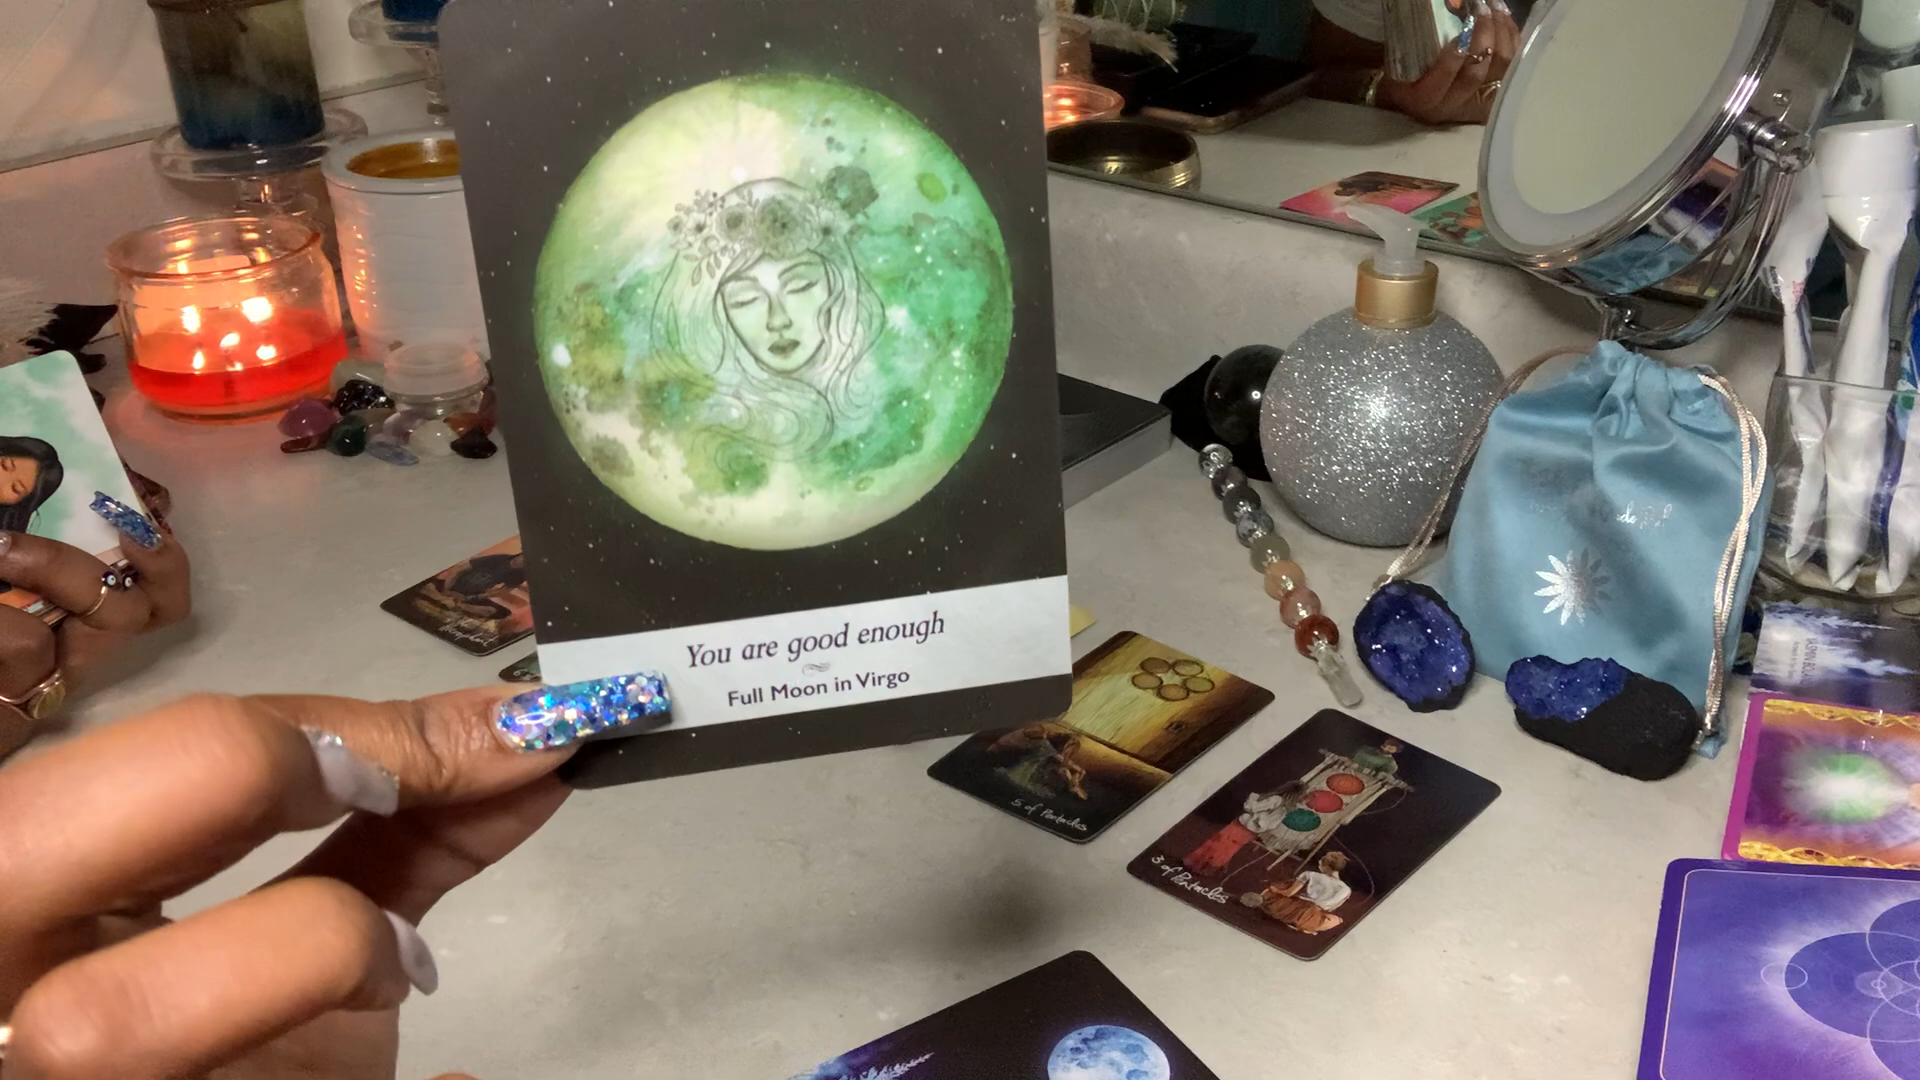 You are good enough
Full Moon in Virgo
5 of Pentacles
3 of Pentacles